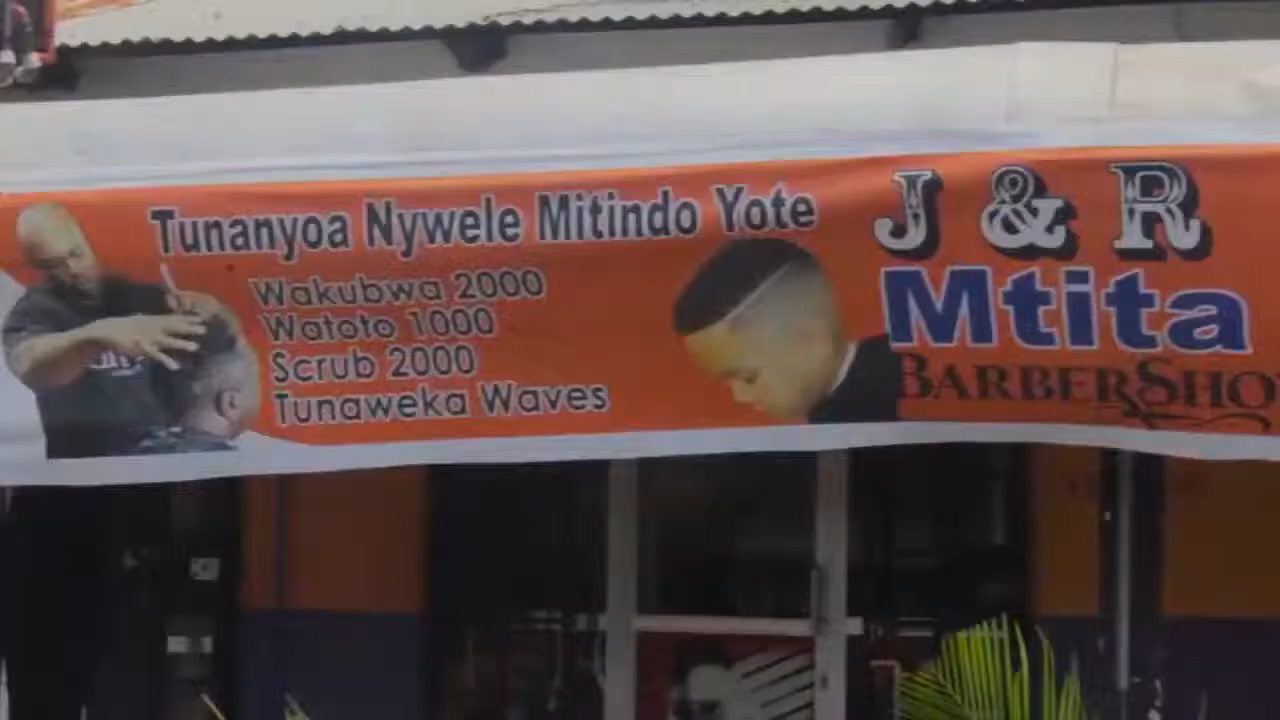 Tunanyoa Nywele Mitindo Yote
Wakubwa 2000
Watoto 1000
Scrub 2000
Tunaweka Waves
J & R
Mtita
BARBERSHO